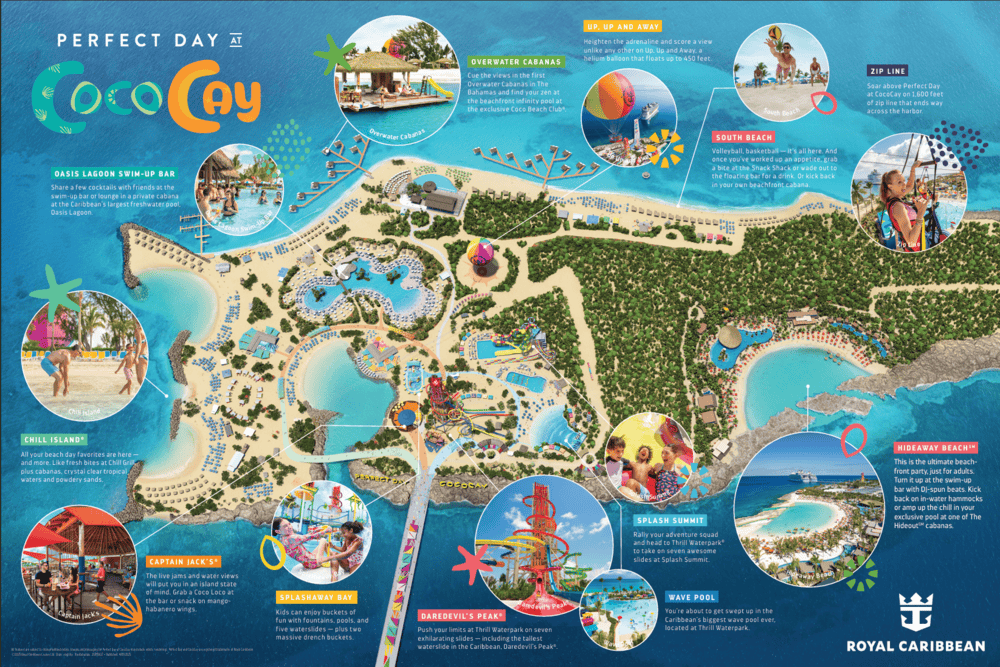 PERFECT DAY AT
COCOCAY
OVERWATER CABANAS
Cue the views in the first
Overwater Cabanas in The
Bahamas and find your zen at
the beachfront infinity pool at
the exclusive Coco Beach Club®.
Overwater Cabanas
UP, UP AND AWAY
Heighten the adrenaline and score a view
unlike any other on Up, Up and Away, a
helium balloon that floats up to 450 feet.
South Beach
ZIP LINE
Soar above Perfect Day
at CocoCay on 1,600 feet
of zip line that ends way
across the harbor.
Zip Line
SOUTH BEACH
Volleyball, basketball — it's all here. And
once you've worked up an appetite, grab
a bite at the Snack Shack or wade out to
the floating bar for a drink. Or kick back
in your own beachfront cabana.
OASIS LAGOON SWIM-UP BAR
Share a few cocktails with friends at the
swim-up bar or lounge in a private cabana
at the Caribbean's largest freshwater pool,
Oasis Lagoon.
Chill Island
CHILL ISLAND®
All your beach day favorites are here —
and more. Like fresh bites at Chill Grill
plus cabanas, crystal clear tropical
waters and powdery sands.
PERFECT DAY COCOCAY
Captain Jack's
CAPTAIN JACK'S®
The live jams and water views
will put you in an island state
of mind. Grab a Coco Loco at
the bar or snack on mango-
habanero wings.
SPLASHAWAY BAY
Kids can enjoy buckets of
fun with fountains, pools, and
five waterslides — plus two
massive drench buckets.
Daredevil's Peak
DAREDEVIL'S PEAK®
Push your limits at Thrill Waterpark on seven
exhilarating slides — including the tallest
waterslide in the Caribbean, Daredevil's Peak®.
Splash Summit
SPLASH SUMMIT
Rally your adventure squad
and head to Thrill Waterpark®
to take on seven awesome
slides at Splash Summit.
WAVE POOL
You're about to get swept up in the
Caribbean's biggest wave pool ever,
located at Thrill Waterpark.
HIDEAWAY BEACH℠
This is the ultimate beach-
front party, just for adults.
Turn it up at the swim-up
bar with DJ-spun beats. Kick
back on in-water hammocks
or amp up the chill in your
exclusive pool at one of The
Hideout℠ cabanas.
ROYAL CARIBBEAN